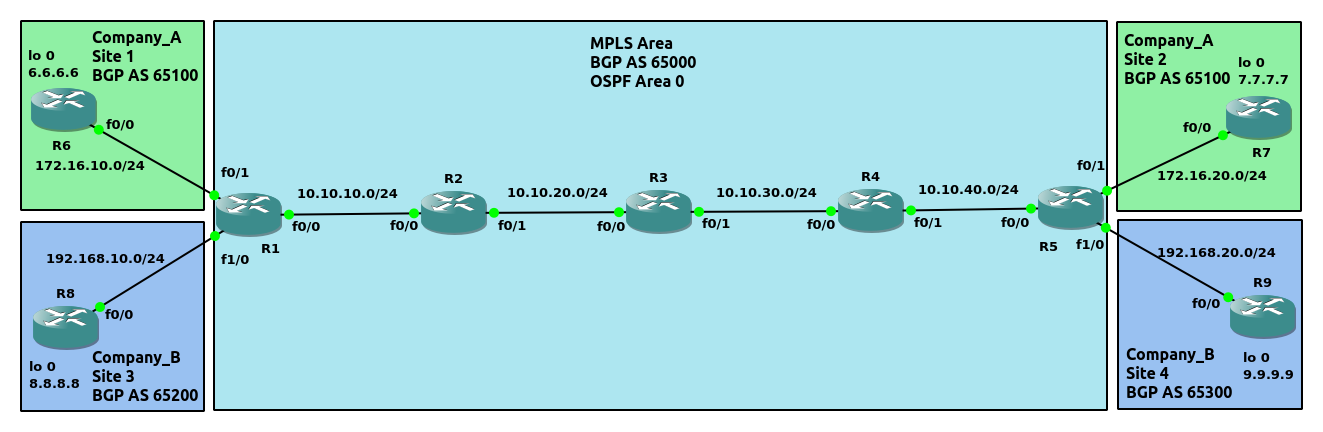 Company_A
Site 1
BGP AS 65100
lo 0
6.6.6.6
f0/0
R6
172.16.10.0/24
192.168.10.0/24
R8
f0/0
lo 0
8.8.8.8
Company_B
Site 3
BGP AS 65200
MPLS Area
BGP AS 65000
OSPF Area 0
f0/1
f0/0
R1
f1/0
10.10.10.0/24
R2
f0/0
f0/1
10.10.20.0/24
R3
f0/0
f0/1
10.10.30.0/24
R4
f0/0
f0/1
10.10.40.0/24
f0/1
f0/0
R5
f1/0
Company_A
Site 2
BGP AS 65100
lo 0
7.7.7.7
f0/0
R7
172.16.20.0/24
192.168.20.0/24
R9
f0/0
Company_B
Site 4
BGP AS 65300
lo 0
9.9.9.9